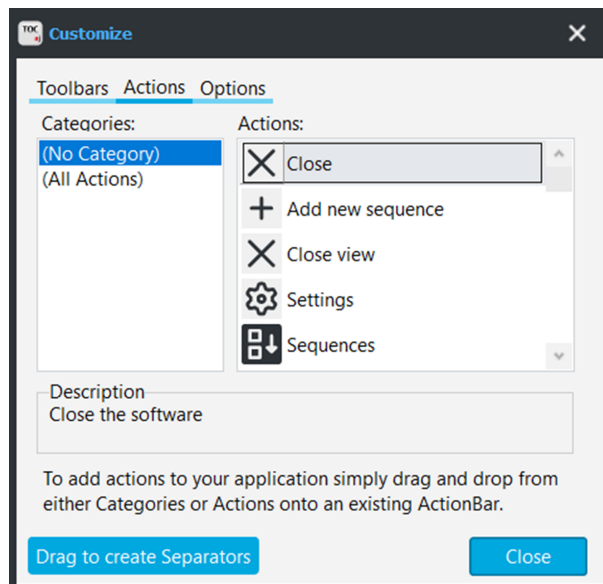 TOC
Customize
Toolbars Actions Options
Categories:
Actions:
(No Category)
(All Actions)
Close
Add new sequence
Close view
Settings
Sequences
Description
Close the software
To add actions to your application simply drag and drop from
either Categories or Actions onto an existing ActionBar.
Drag to create Separators
Close